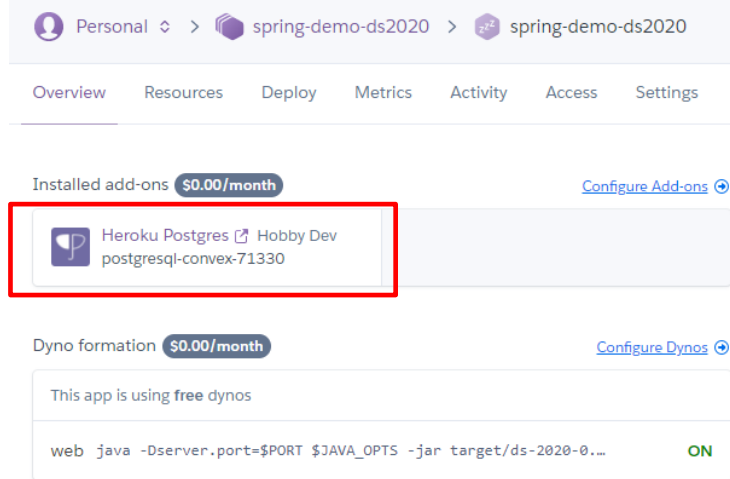 Personal > spring-demo-ds2020 > spring-demo-ds2020
Overview Resources Deploy Metrics Activity Access Settings
Installed add-ons $0.00/month Configure Add-ons
Heroku Postgres Hobby Dev
postgresql-convex-71330
Dyno formation $0.00/month Configure Dynos
This app is using free dynos
web java -Dserver.port=$PORT $JAVA_OPTS -jar target/ds-2020-0.… ON